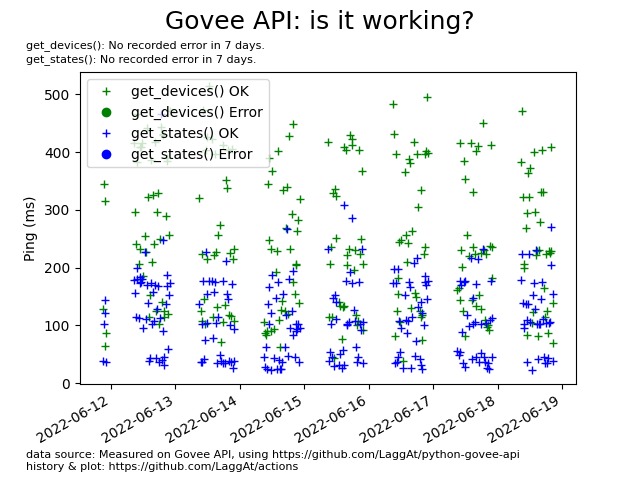 Govee API: is it working?
get_devices(): No recorded error in 7 days.
get_states(): No recorded error in 7 days.
get_devices() OK
get_devices() Error
get_states() OK
get_states() Error
Ping (ms)
500
400
300
200
100
0
2022-06-12
2022-06-13
2022-06-14
2022-06-15
2022-06-16
2022-06-17
2022-06-18
2022-06-19
data source: Measured on Govee API, using https://github.com/LaggAt/python-govee-api
history & plot: https://github.com/LaggAt/actions